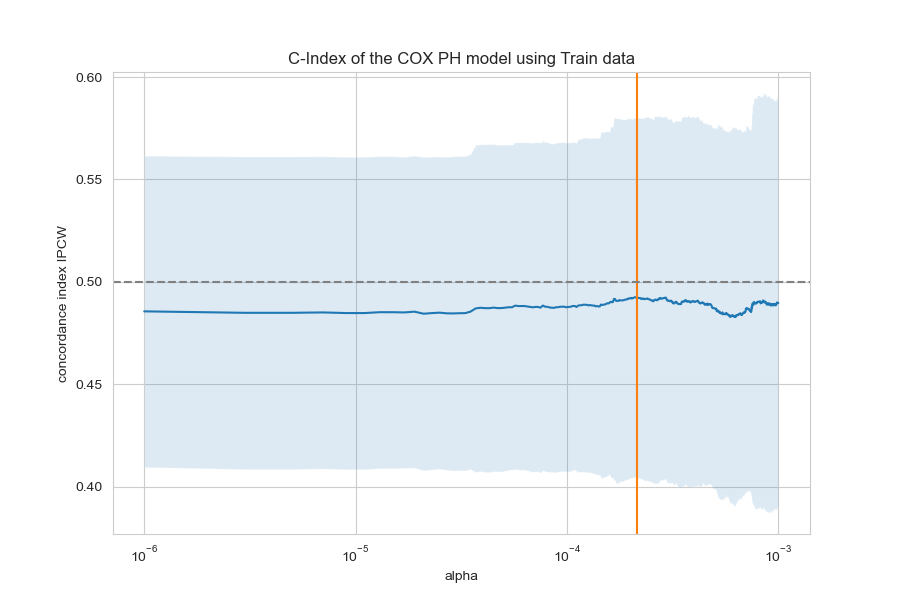 C-Index of the COX PH model using Train data
concordance index IPCW
0.60
0.55
0.50
0.45
0.40
10⁻⁶ 10⁻⁵ 10⁻⁴ 10⁻³
alpha